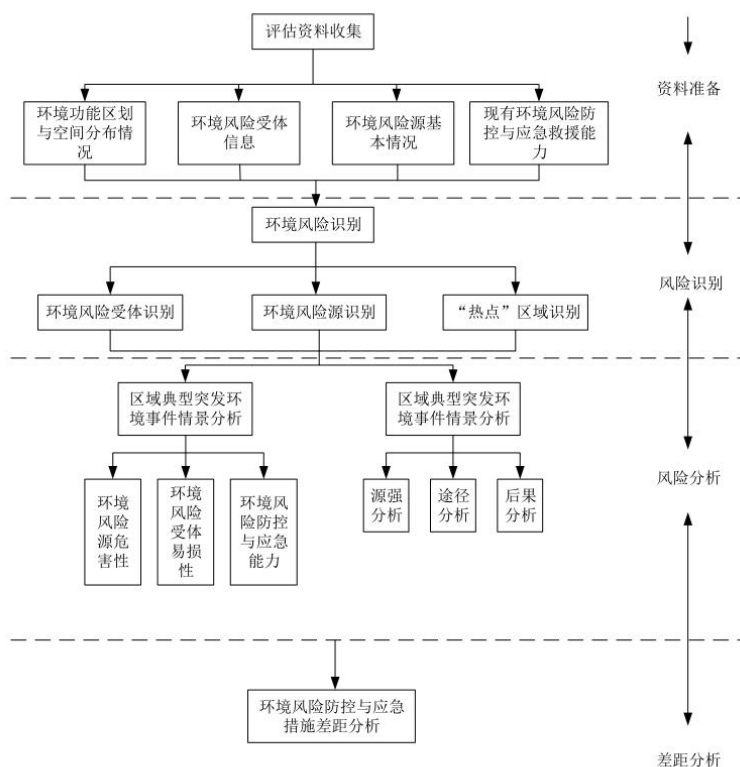 评估资料收集
资料准备
环境功能区划
与空间分布情
况
环境风险受体
信息
环境风险源基
本情况
现有环境风险防
控与应急救援能
力
环境风险识别
风险识别
环境风险受体识别
环境风险源识别
“热点”区域识别
区域典型突发环
境事件情景分析
区域典型突发环
境事件情景分析
风险分析
环境
风险
源危
害性
环境
风险
受体
易损
性
环境风
险防控
与应急
能力
源强
分析
途径
分析
后果
分析
环境风险防控与应急
措施差距分析
差距分析